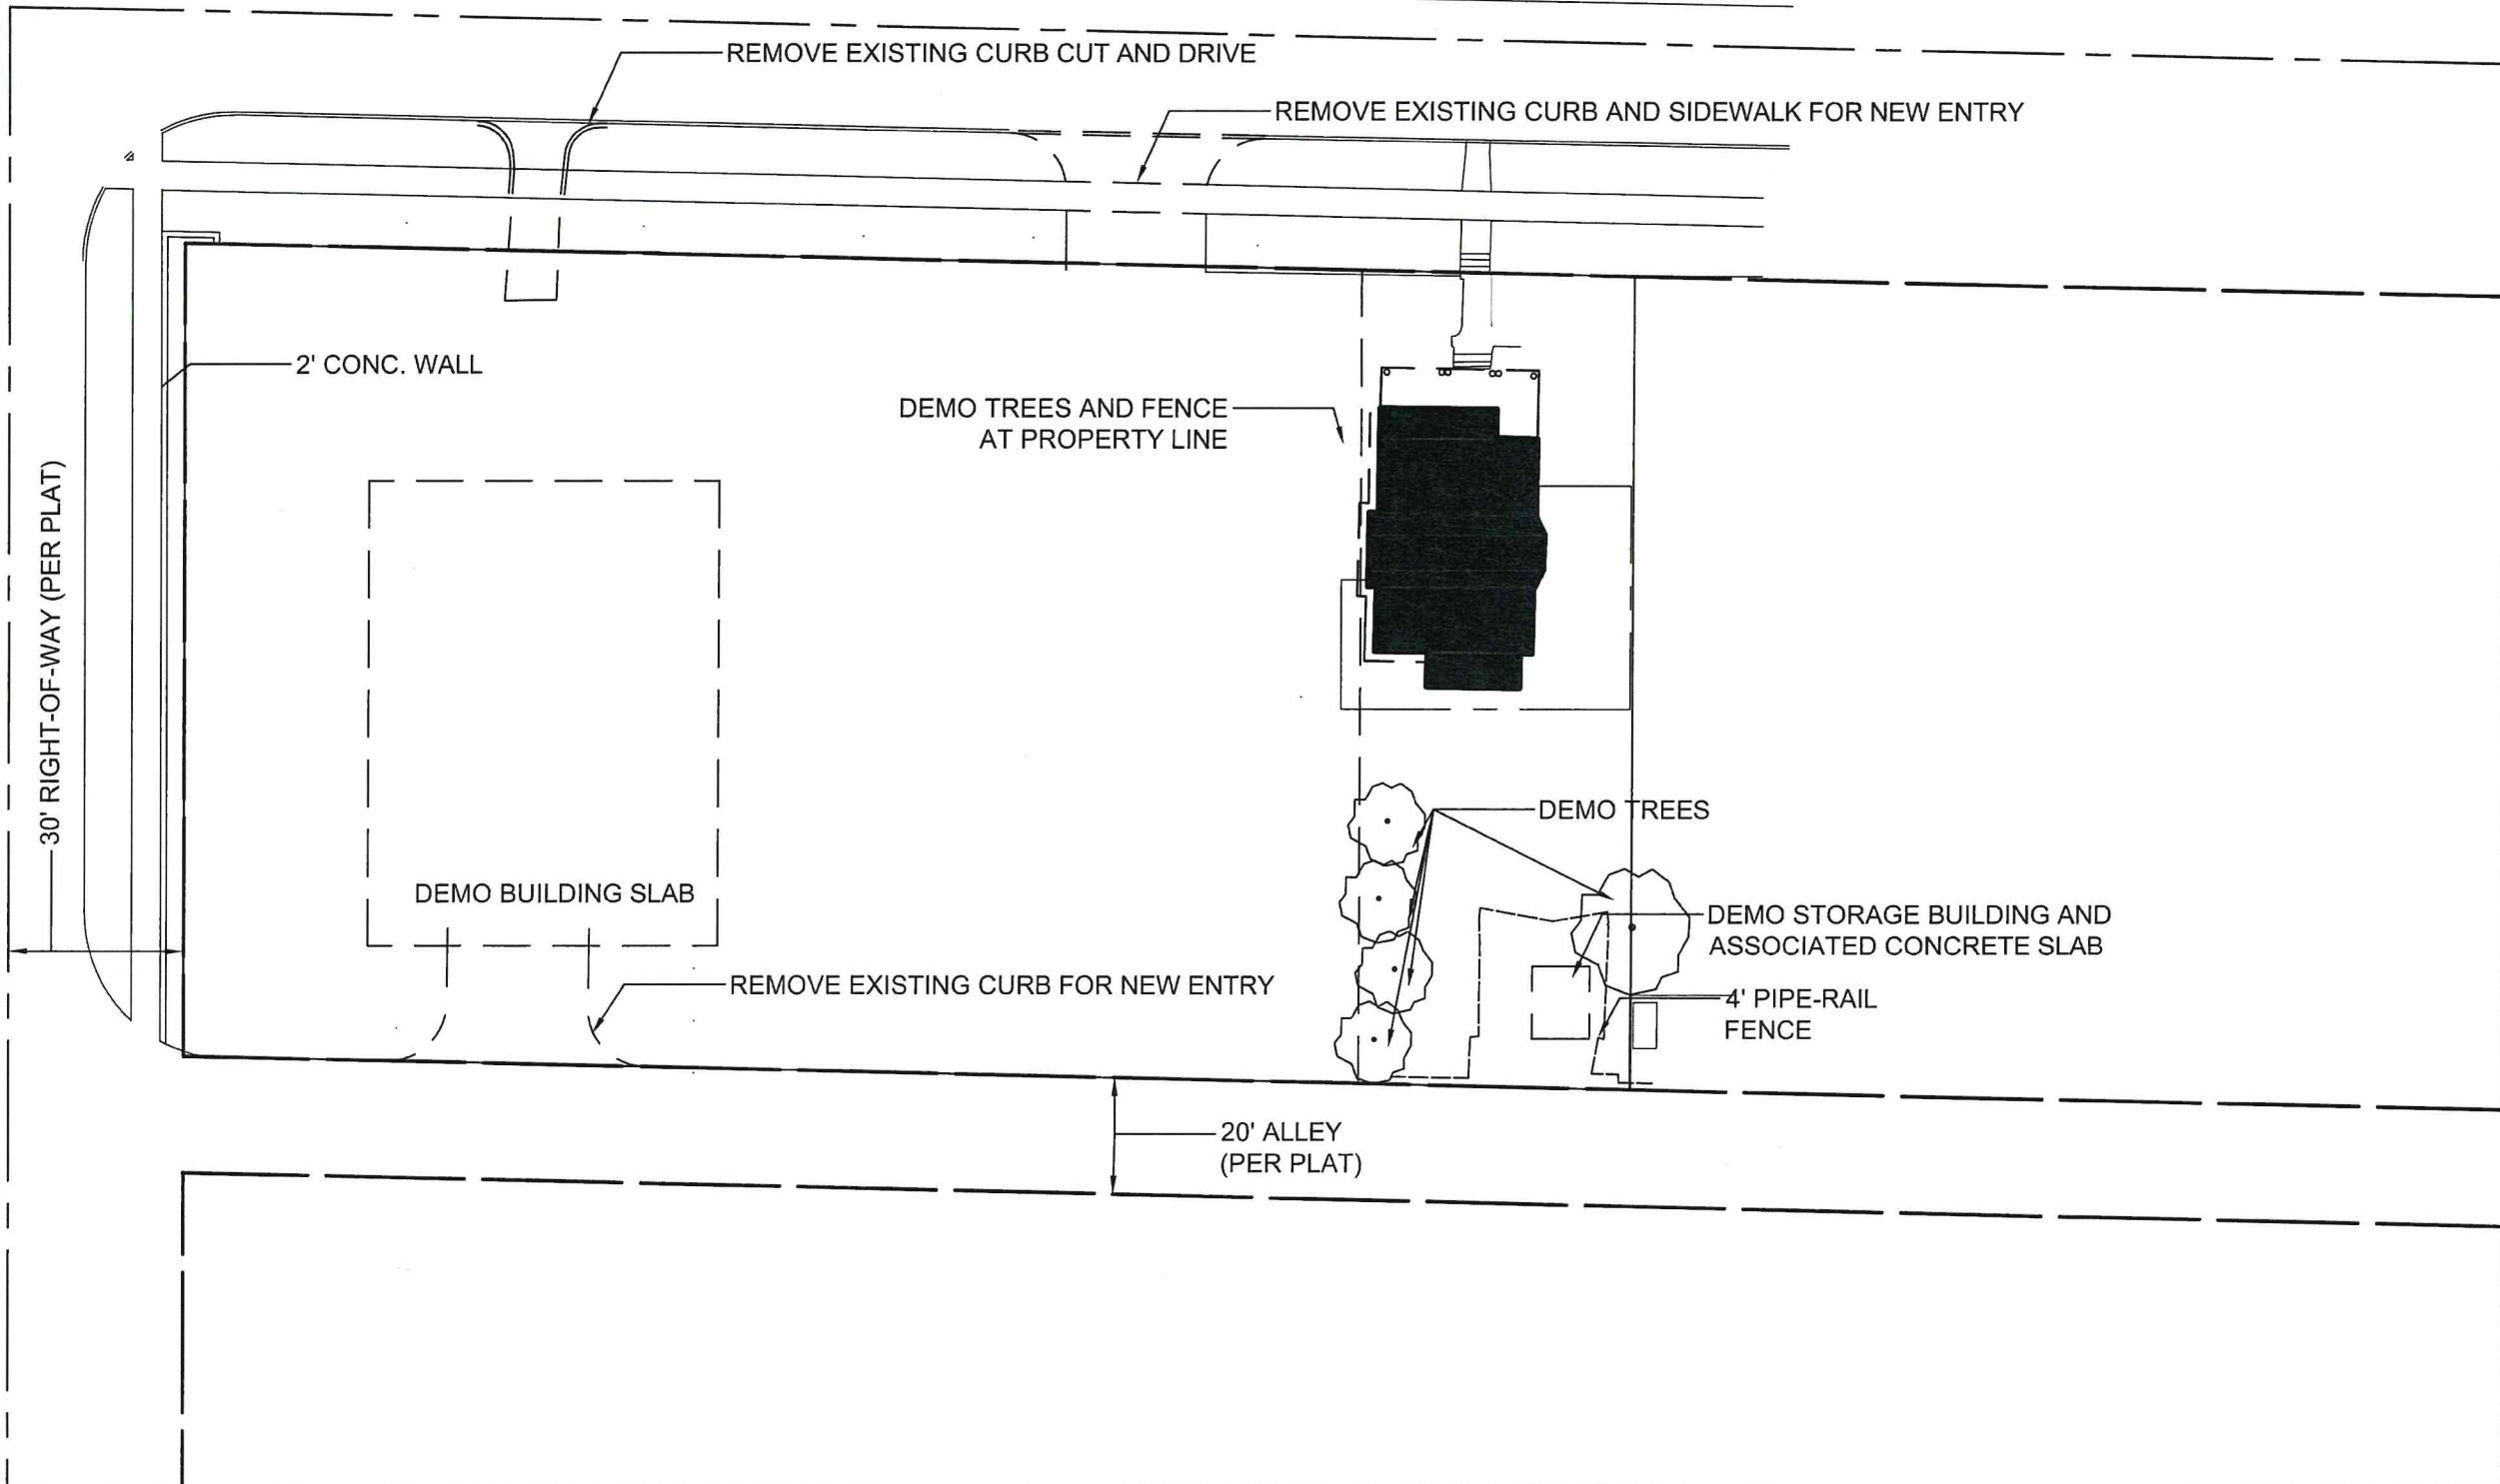 REMOVE EXISTING CURB CUT AND DRIVE
REMOVE EXISTING CURB AND SIDEWALK FOR NEW ENTRY
2' CONC. WALL
DEMO TREES AND FENCE
AT PROPERTY LINE
30' RIGHT-OF-WAY (PER PLAT)
DEMO TREES
DEMO BUILDING SLAB
DEMO STORAGE BUILDING AND
ASSOCIATED CONCRETE SLAB
REMOVE EXISTING CURB FOR NEW ENTRY
4' PIPE-RAIL
FENCE
20' ALLEY
(PER PLAT)